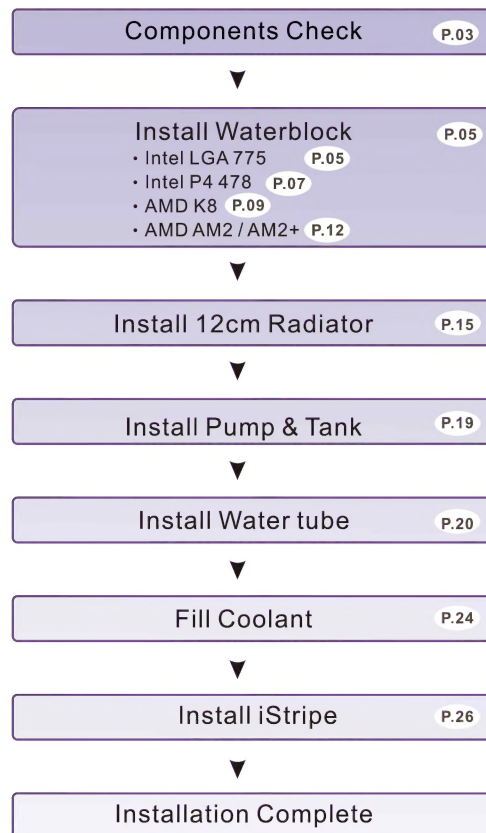 Components Check P.03
Install Waterblock P.05
· Intel LGA 775 P.05
· Intel P4 478 P.07
· AMD K8 P.09
· AMD AM2 / AM2+ P.12
Install 12cm Radiator P.15
Install Pump & Tank P.19
Install Water tube P.20
Fill Coolant P.24
Install iStripe P.26
Installation Complete